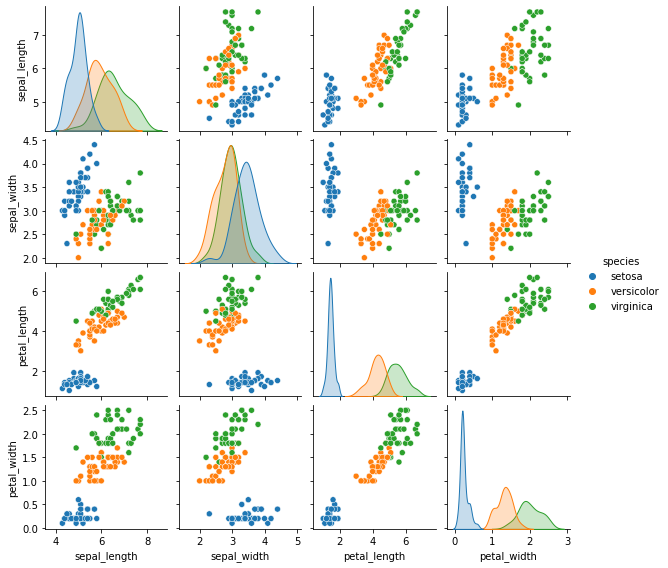 sepal_length
7
6
5
sepal_width
4.5
4.0
3.5
3.0
2.5
2.0
petal_length
6
4
2
petal_width
2.5
2.0
1.5
1.0
0.5
0.0
4 6 8
sepal_length
2 3 4 5
sepal_width
2 4 6
petal_length
0 1 2 3
petal_width
species
setosa
versicolor
virginica